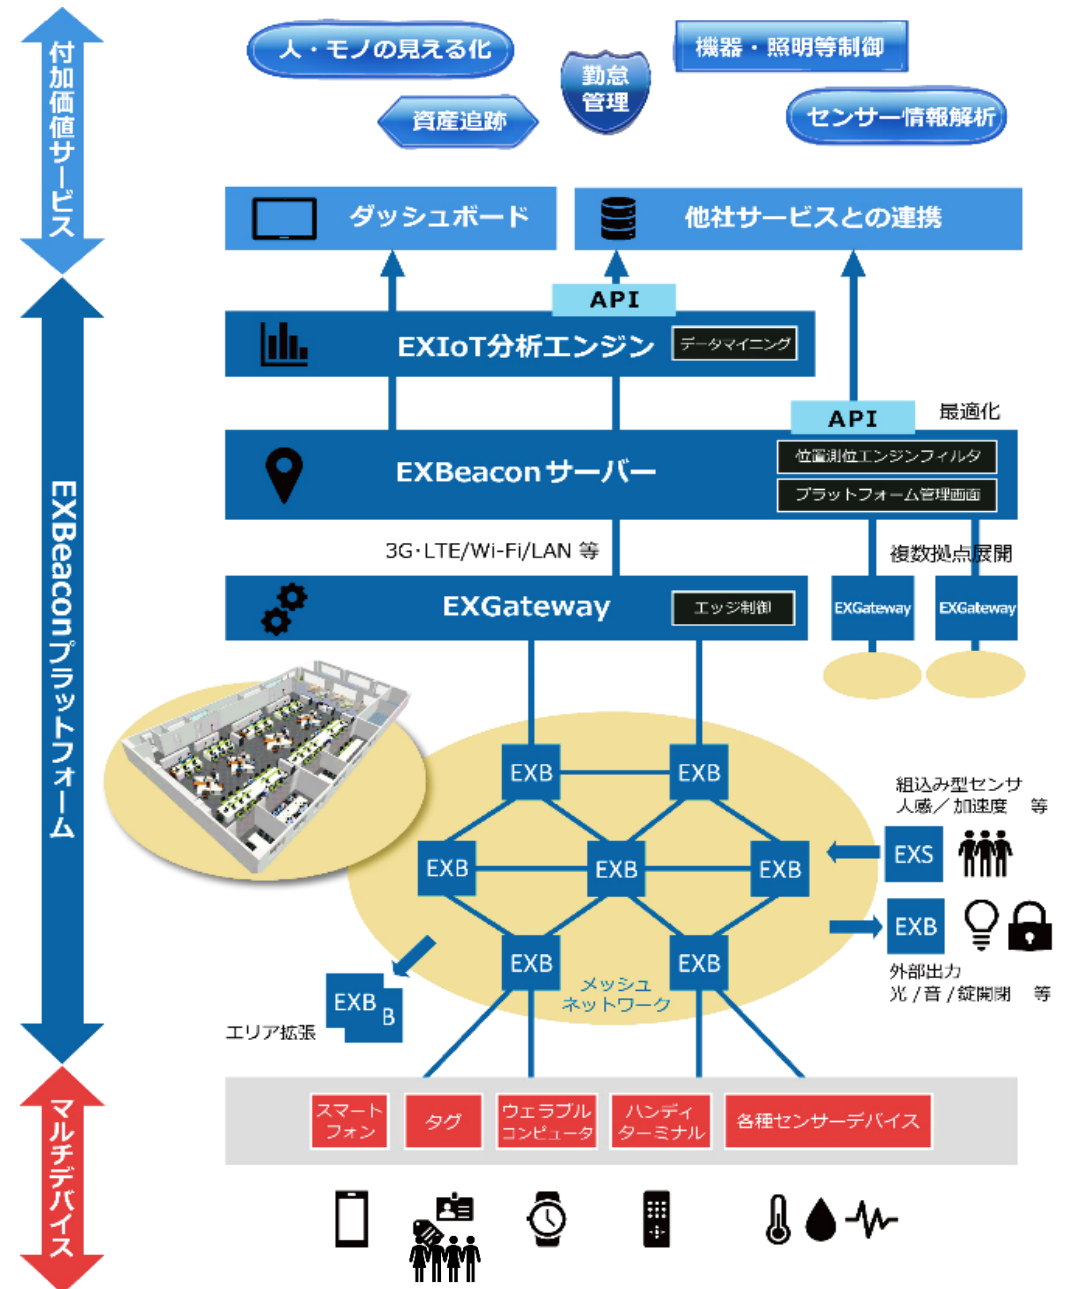 付加価値サービス
人・モノの見える化
機器・照明等制御
勤怠
管理
資産追跡
センサー情報解析
ダッシュボード
他社サービスとの連携
API
EXIoT分析エンジン
データマイニング
API
最適化
EXBeaconプラットフォーム
EXBeaconサーバー
位置測位エンジンフィルタ
プラットフォーム管理画面
3G・LTE/Wi-Fi/LAN 等
複数拠点展開
EXGateway
エッジ制御
EXGateway
EXGateway
EXB
EXB
組込み型センサ
人感／加速度 等
EXB
EXB
EXB
EXS
EXB
EXB
EXB
外部出力
光/音/錠開閉 等
メッシュ
ネットワーク
EXB
B
エリア拡張
マルチデバイス
スマート
フォン
タグ
ウェラブル
コンピュータ
ハンディ
ターミナル
各種センサーデバイス